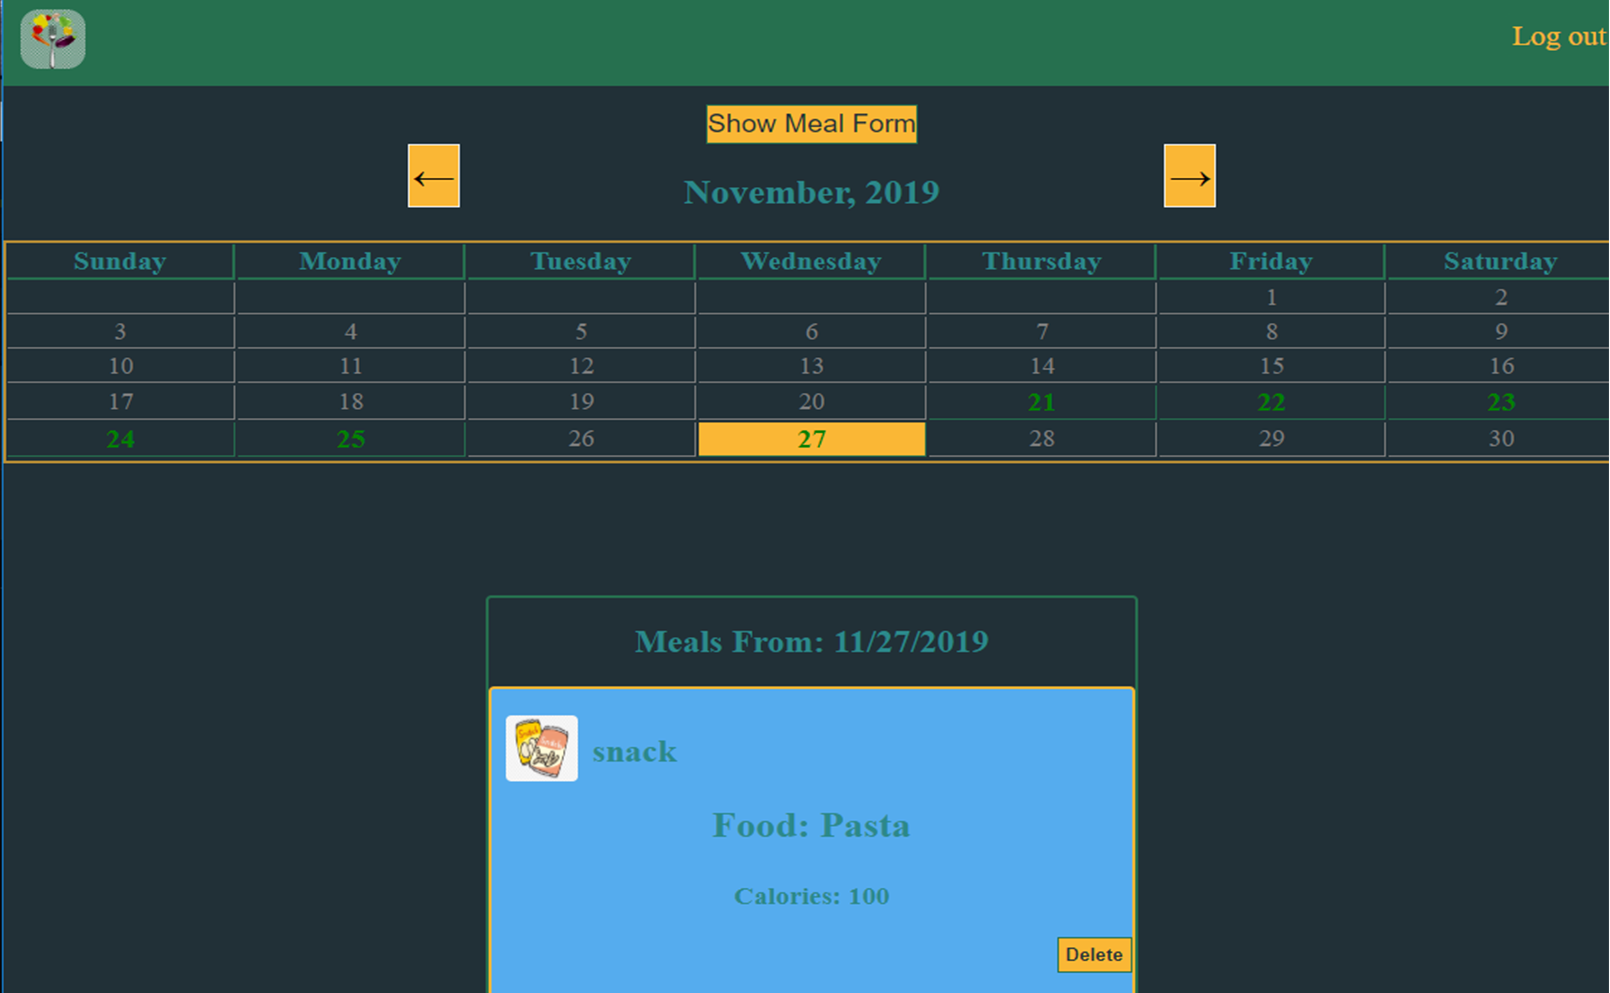 Log out
Show Meal Form
← November, 2019 →
Sunday Monday Tuesday Wednesday Thursday Friday Saturday
1 2
3 4 5 6 7 8 9
10 11 12 13 14 15 16
17 18 19 20 21 22 23
24 25 26 27 28 29 30
Meals From: 11/27/2019
snack
Food: Pasta
Calories: 100
Delete